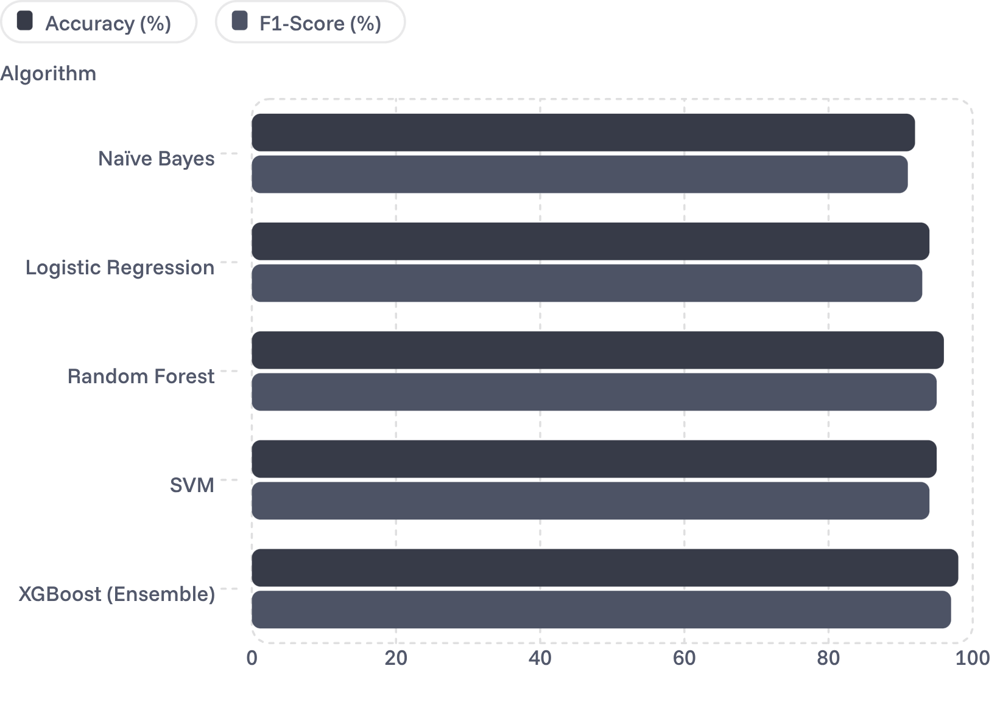 Accuracy (%) F1-Score (%)
Algorithm
Naïve Bayes
Logistic Regression
Random Forest
SVM
XGBoost (Ensemble)
0 20 40 60 80 100